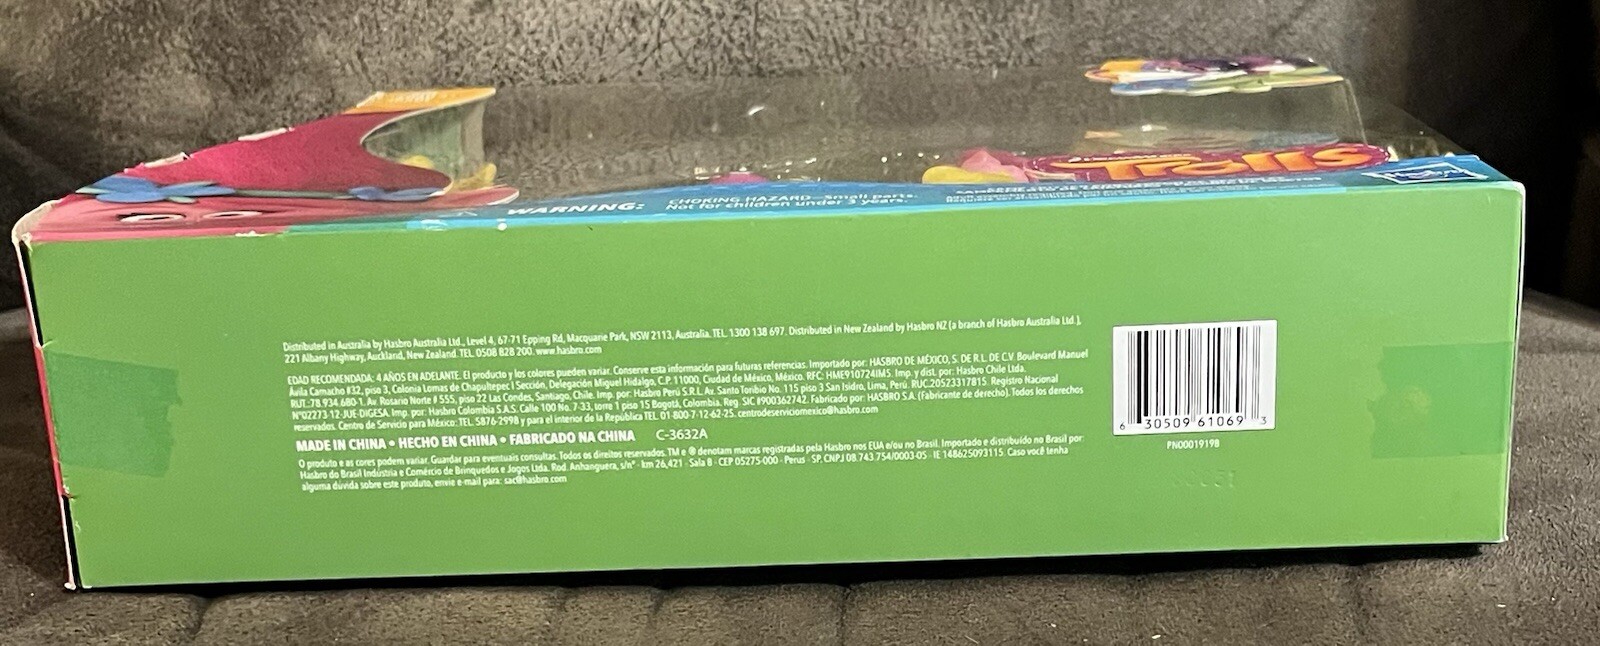 Trolls
Hasbro
WARNING:
CHOKING HAZARD—Small parts.
Not for children under 3 years.
Distributed in Australia by Hasbro Australia Ltd., Level 4, 67-71 Epping Rd, Macquarie Park, NSW 2113, Australia. TEL. 1300 138 697. Distributed in New Zealand by Hasbro NZ (a branch of Hasbro Australia Ltd.),
221 Albany Highway, Auckland, New Zealand. TEL. 0508 828 200. www.hasbro.com
EDAD RECOMENDADA: 4 AÑOS EN ADELANTE. El producto y los colores pueden variar. Conserve esta información para futuras referencias. Importado por: HASBRO DE MÉXICO, S. DE R.L. DE C.V. Boulevard Manuel
Ávila Camacho #32, piso 3, Colonia Lomas de Chapultepec I Sección, Delegación Miguel Hidalgo, C.P. 11000, Ciudad de México, México. RFC: HME910724IM5. Imp. y dist. por: Hasbro Chile Ltda.
RUT.:78 934.680-1. Av. Rosario Norte # 555, piso 22 Las Condes, Santiago, Chile. Imp. por: Hasbro Perú S.R.L. Av. Santo Toribio No. 115 piso 3 San Isidro, Lima, Perú. RUC.20523317815. Registro Nacional
N°02273-12-JUE-DIGESA. Imp. por: Hasbro Colombia S.A.S. Calle 100 No. 7-33, torre 1 piso 15 Bogotá, Colombia. Reg. SIC #900362742. Fabricado por: HASBRO S.A. (Fabricante de derecho). Todos los derechos
reservados. Centro de Servicio para México: TEL. 5876-2998 y para el interior de la República TEL. 01-800-7-12-62-25. centrodeserviciomexico@hasbro.com
MADE IN CHINA • HECHO EN CHINA • FABRICADO NA CHINA C-3632A
O produto e as cores podem variar. Guardar para eventuais consultas. Todos os direitos reservados. TM e ® denotam marcas registradas pela Hasbro nos EUA e/ou no Brasil. Importado e distribuído no Brasil por:
Hasbro do Brasil Indústria e Comércio de Brinquedos e Jogos Ltda. Rod. Anhanguera, s/nº - km 26,421 - Sala B - CEP 05275-000 - Perus - SP, CNPJ 08.743.754/0003-05 - IE 148625093115. Caso você tenha
alguma dúvida sobre este produto, envie e-mail para: sac@hasbro.com
6 30509 61069 3
PN00019198